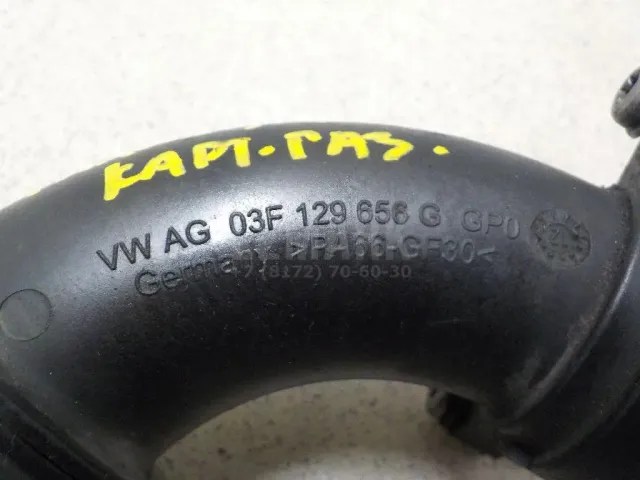 КАРТ. ГАЗ.
VW AG 03F 129 656 G GP0
Germany >PA66-GF30<
+7 (8172) 70-60-30